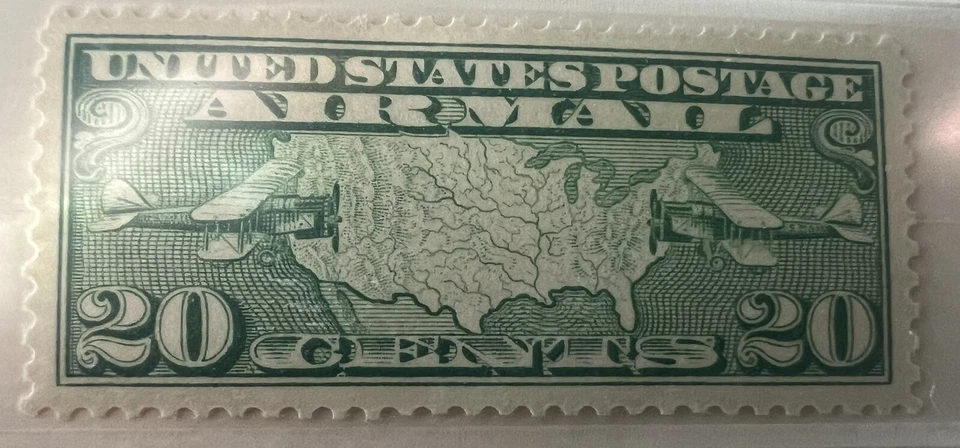 UNITED STATES POSTAGE
AIR MAIL
20 CENTS 20